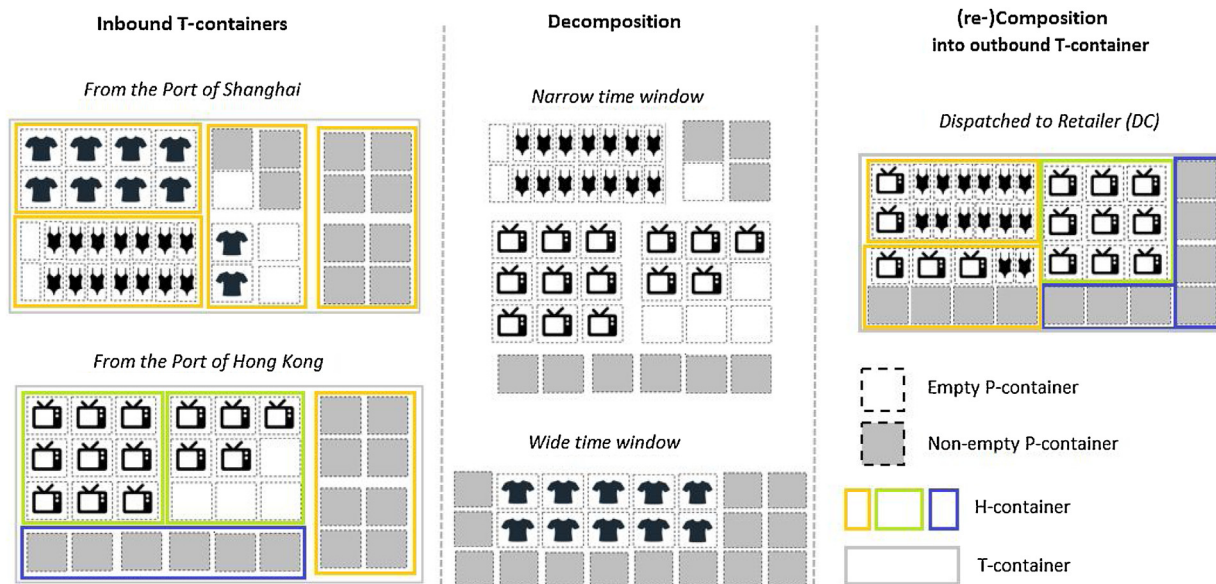 Inbound T-containers
From the Port of Shanghai
From the Port of Hong Kong
Decomposition
Narrow time window
Wide time window
(re-)Composition
into outbound T-container
Dispatched to Retailer (DC)
Empty P-container
Non-empty P-container
H-container
T-container